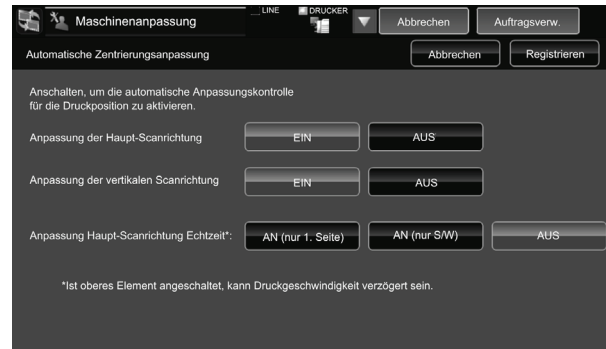 Maschinenanpassung
LINE
DRUCKER
Abbrechen
Auftragsverw.
Automatische Zentrierungsanpassung
Abbrechen
Registrieren
Anschalten, um die automatische Anpassungskontrolle
für die Druckposition zu aktivieren.
Anpassung der Haupt-Scanrichtung
EIN
AUS
Anpassung der vertikalen Scanrichtung
EIN
AUS
Anpassung Haupt-Scanrichtung Echtzeit*:
AN (nur 1. Seite)
AN (nur S/W)
AUS
*Ist oberes Element angeschaltet, kann Druckgeschwindigkeit verzögert sein.